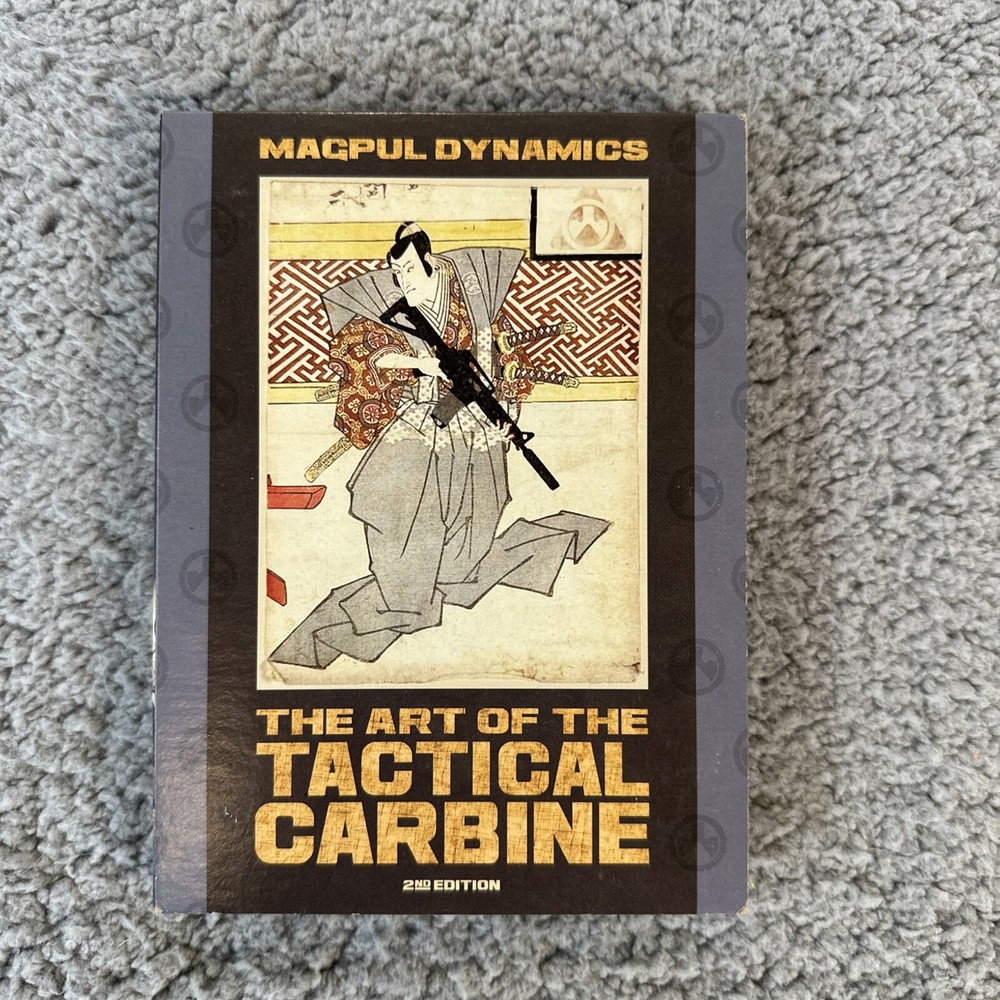 MAGPUL DYNAMICS
THE ART OF THE
TACTICAL
CARBINE
2ND EDITION